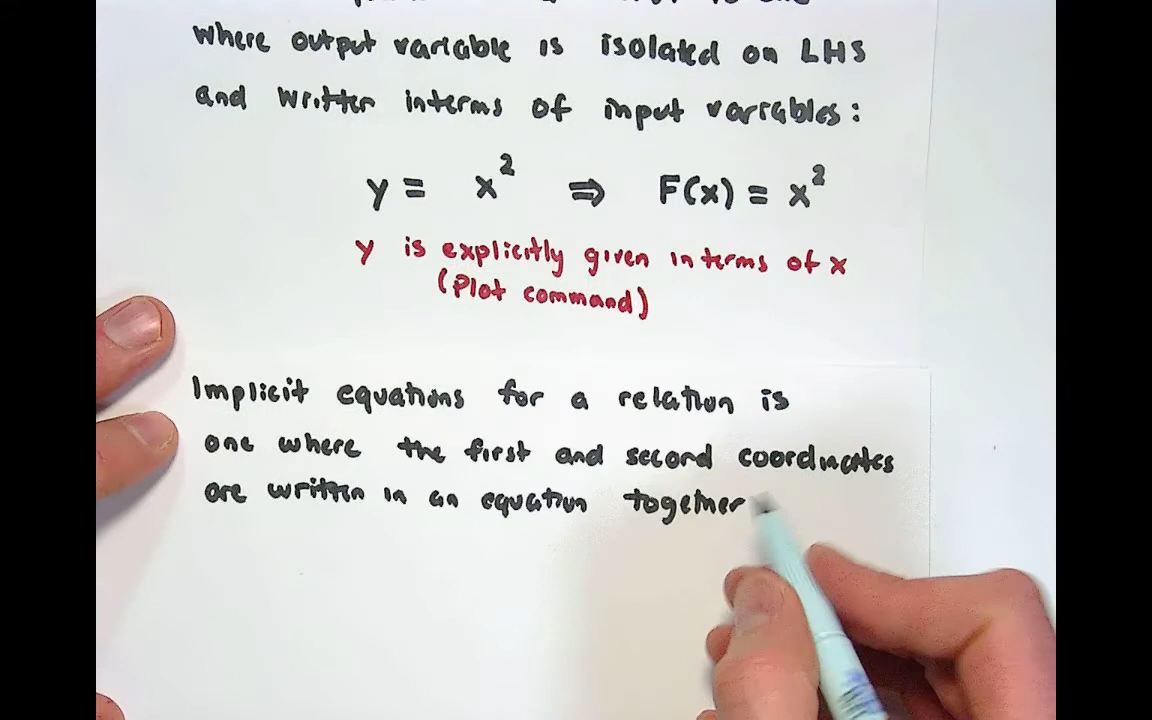 where output variable is isolated on LHS
and written interms of input variables:
y = x² ⇒ F(x) = x²
y is explicitly given interms of x
(Plot command)
Implicit equations for a relation is
one where the first and second coordinates
are written in an equation together